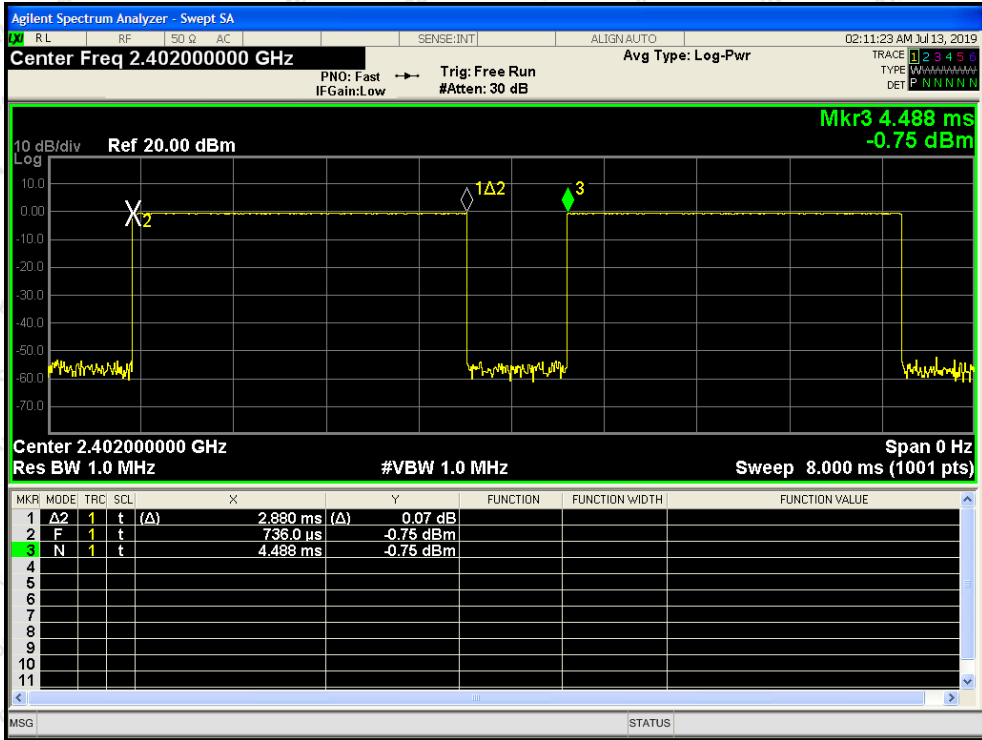 Agilent Spectrum Analyzer - Swept SA
LXI RL RF 50 Ω AC SENSE:INT ALIGN AUTO 02:11:23 AM Jul 13, 2019
Center Freq 2.402000000 GHz
PNO: Fast
IFGain:Low
Trig: Free Run
#Atten: 30 dB
Avg Type: Log-Pwr
TRACE 1 2 3 4 5 6
TYPE WWWWWW
DET P N N N N N
Mkr3 4.488 ms
-0.75 dBm
10 dB/div Ref 20.00 dBm
Log
10.0
0.00
-10.0
-20.0
-30.0
-40.0
-50.0
-60.0
-70.0
2
1Δ2
3
Center 2.402000000 GHz Span 0 Hz
Res BW 1.0 MHz #VBW 1.0 MHz Sweep 8.000 ms (1001 pts)
MKR MODE TRC SCL X Y FUNCTION FUNCTION WIDTH FUNCTION VALUE
1 Δ2 1 t (Δ) 2.880 ms (Δ) 0.07 dB
2 F 1 t 736.0 µs -0.75 dBm
3 N 1 t 4.488 ms -0.75 dBm
4
5
6
7
8
9
10
11
MSG STATUS